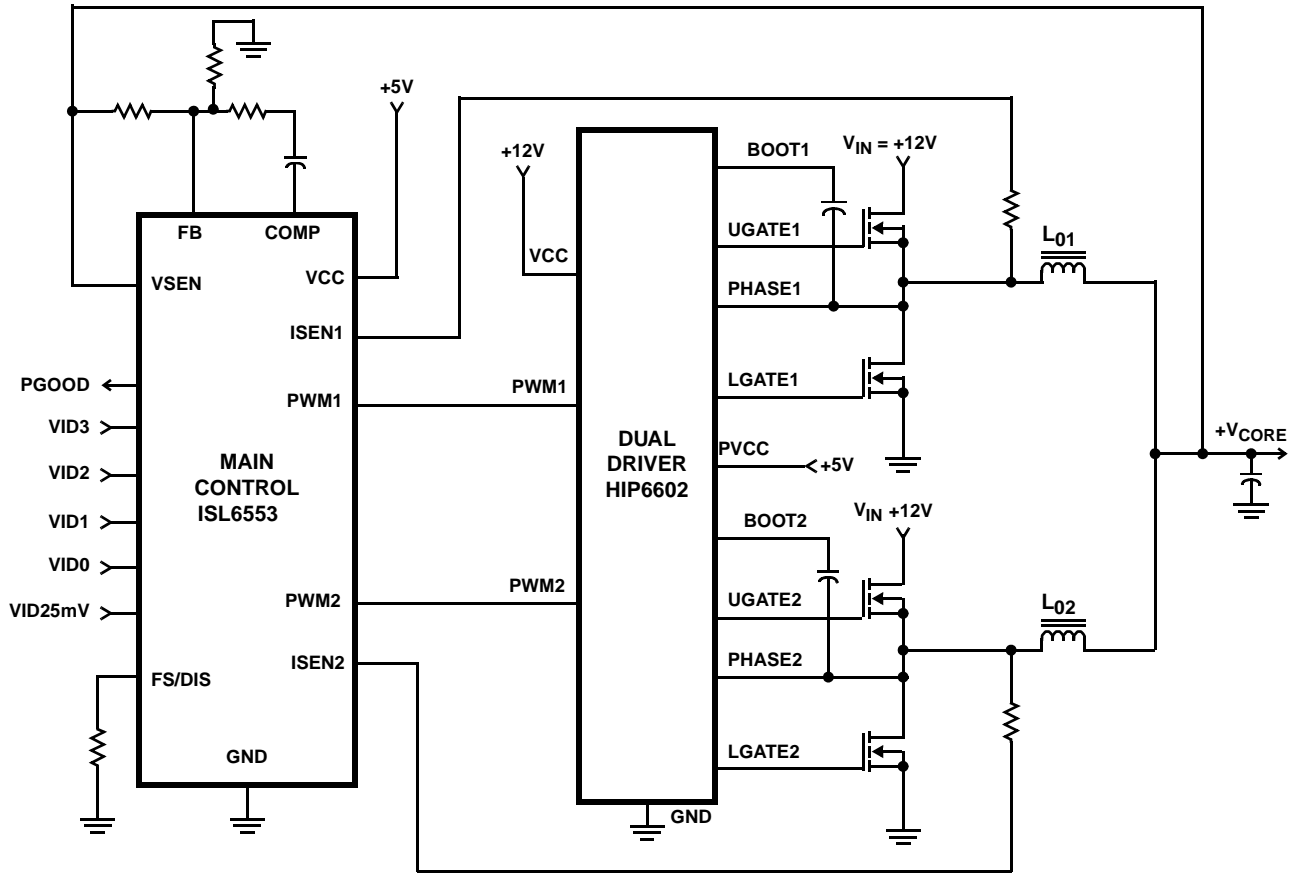 +5V
+12V
BOOT1
VIN = +12V
FB
COMP
UGATE1
L01
VCC
VSEN
VCC
PHASE1
ISEN1
PGOOD
PWM1
PWM1
LGATE1
VID3
DUAL
DRIVER
HIP6602
PVCC
+5V
+VCORE
MAIN
CONTROL
ISL6553
VID2
VID1
BOOT2
VIN +12V
VID0
PWM2
PWM2
UGATE2
L02
VID25mV
ISEN2
PHASE2
FS/DIS
LGATE2
GND
GND